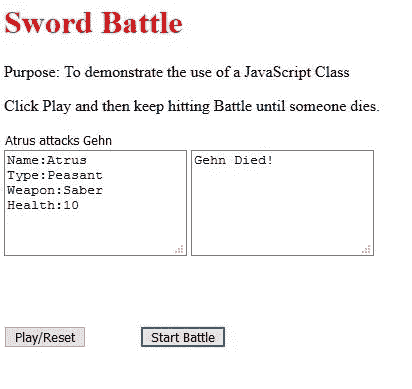 Sword Battle
Purpose: To demonstrate the use of a JavaScript Class
Click Play and then keep hitting Battle until someone dies.
Atrus attacks Gehn
Name:Atrus
Type:Peasant
Weapon:Saber
Health:10
Gehn Died!
Play/Reset
Start Battle